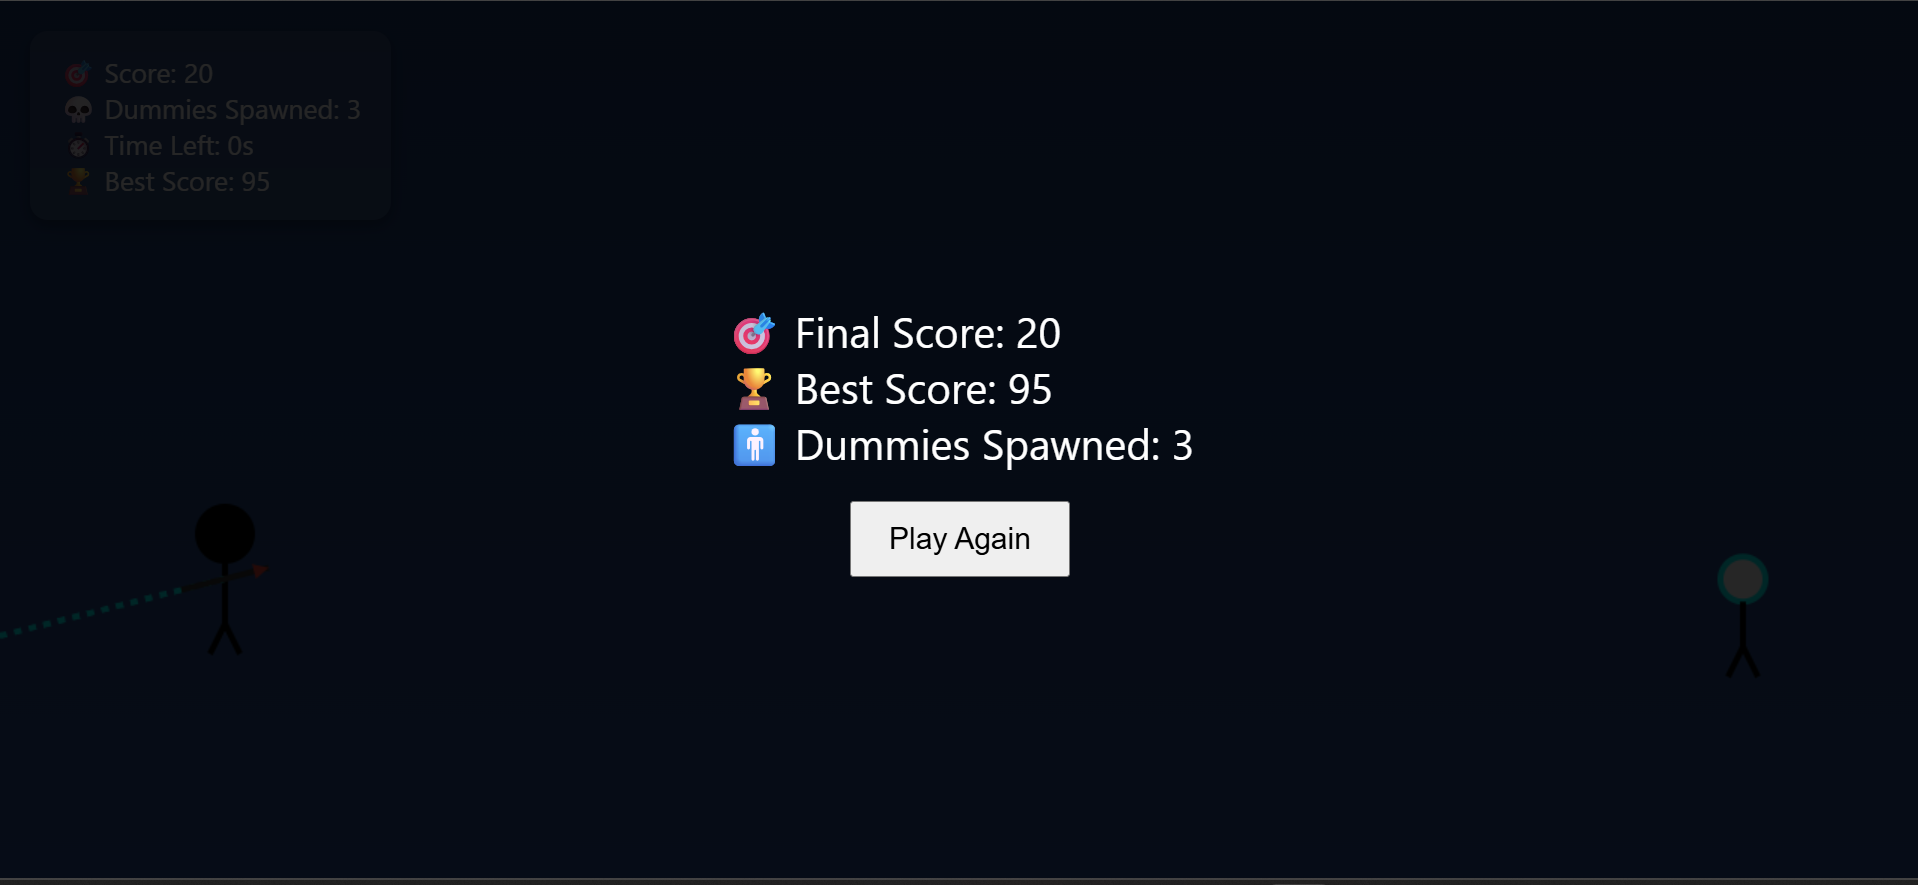 🎯 Score: 20
💀 Dummies Spawned: 3
⏰ Time Left: 0s
🏆 Best Score: 95
🎯 Final Score: 20
🏆 Best Score: 95
🚹 Dummies Spawned: 3
Play Again